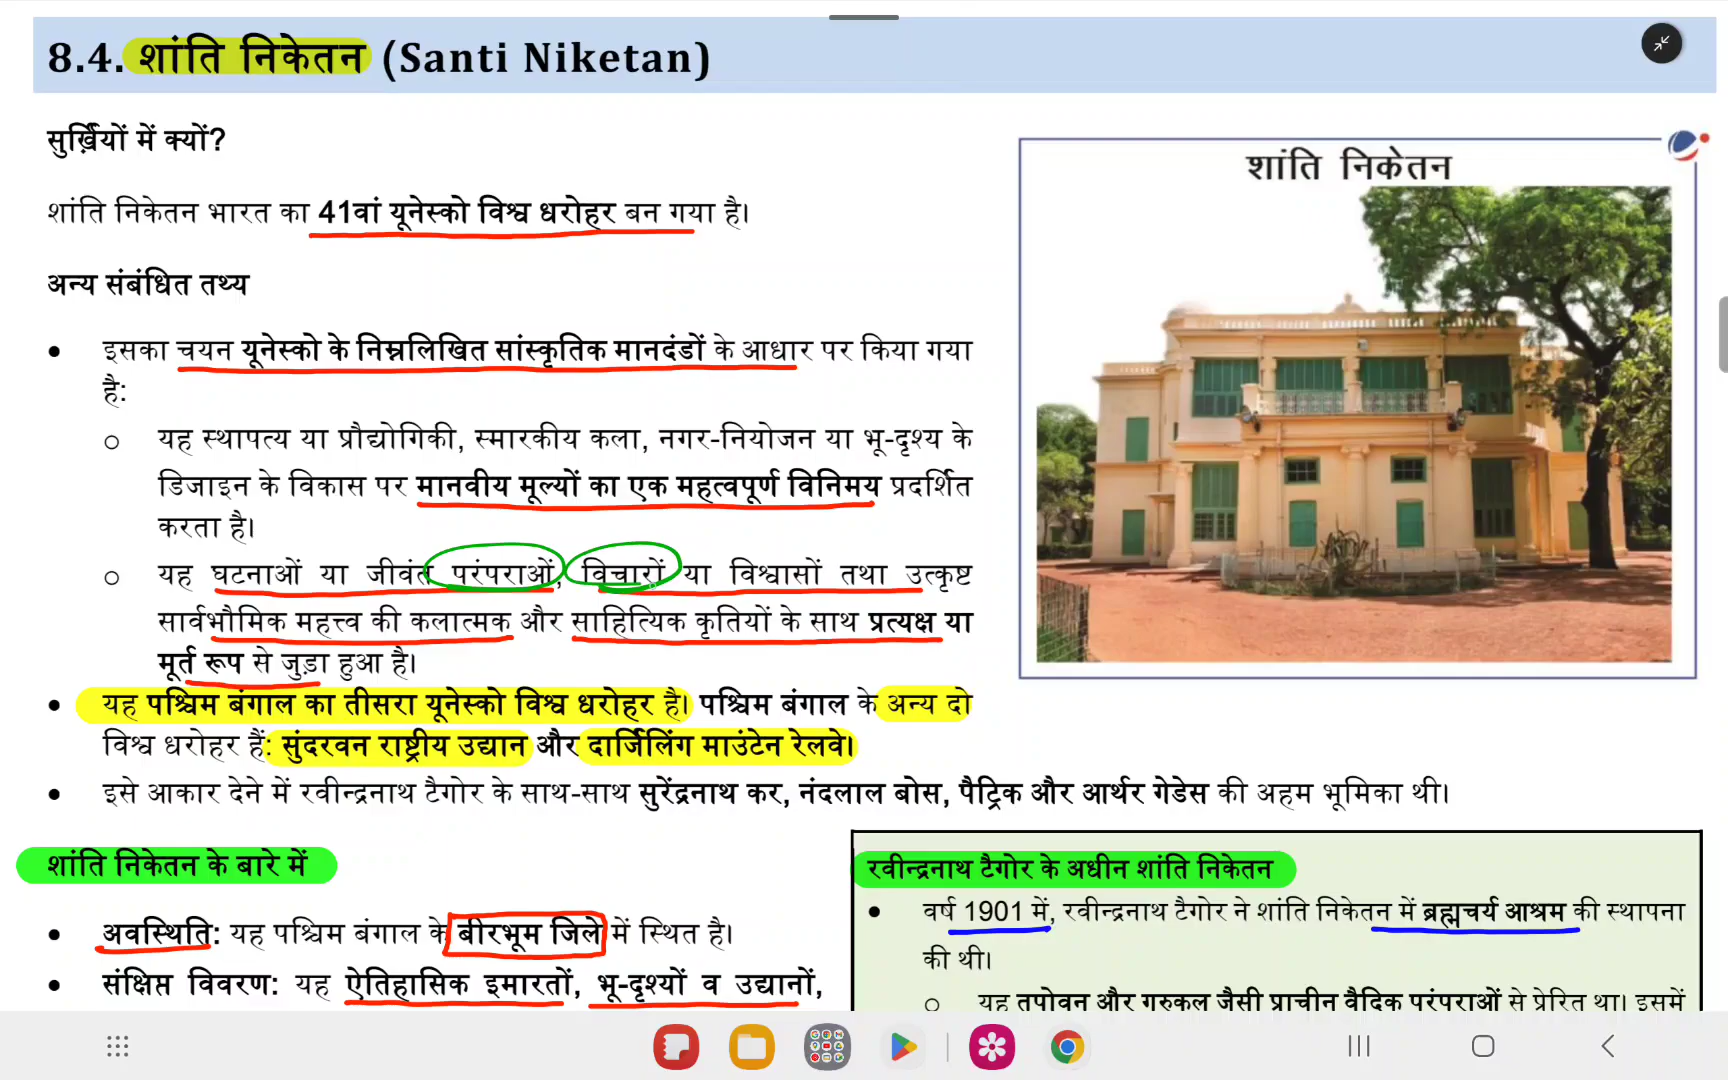 8.4. शांति निकेतन (Santi Niketan)
सुर्ख़ियों में क्यों?
शांति निकेतन भारत का 41वां यूनेस्को विश्व धरोहर बन गया है।
अन्य संबंधित तथ्य
• इसका चयन यूनेस्को के निम्नलिखित सांस्कृतिक मानदंडों के आधार पर किया गया
है:
o यह स्थापत्य या प्रौद्योगिकी, स्मारकीय कला, नगर-नियोजन या भू-दृश्य के
डिजाइन के विकास पर मानवीय मूल्यों का एक महत्वपूर्ण विनिमय प्रदर्शित
करता है।
o यह घटनाओं या जीवंत परंपराओं, विचारों या विश्वासों तथा उत्कृष्ट
सार्वभौमिक महत्त्व की कलात्मक और साहित्यिक कृतियों के साथ प्रत्यक्ष या
मूर्त रूप से जुड़ा हुआ है।
• यह पश्चिम बंगाल का तीसरा यूनेस्को विश्व धरोहर है। पश्चिम बंगाल के अन्य दो
विश्व धरोहर हैं: सुंदरवन राष्ट्रीय उद्यान और दार्जिलिंग माउंटेन रेलवे।
• इसे आकार देने में रवीन्द्रनाथ टैगोर के साथ-साथ सुरेंद्रनाथ कर, नंदलाल बोस, पैट्रिक और आर्थर गेडेस की अहम भूमिका थी।
शांति निकेतन
शांति निकेतन के बारे में
• अवस्थिति: यह पश्चिम बंगाल के बीरभूम जिले में स्थित है।
• संक्षिप्त विवरण: यह ऐतिहासिक इमारतों, भू-दृश्यों व उद्यानों,
रवीन्द्रनाथ टैगोर के अधीन शांति निकेतन
• वर्ष 1901 में, रवीन्द्रनाथ टैगोर ने शांति निकेतन में ब्रह्मचर्य आश्रम की स्थापना
की थी।
o यह तपोवन और गुरुकुल जैसी प्राचीन वैदिक परंपराओं से प्रेरित था। इसमें